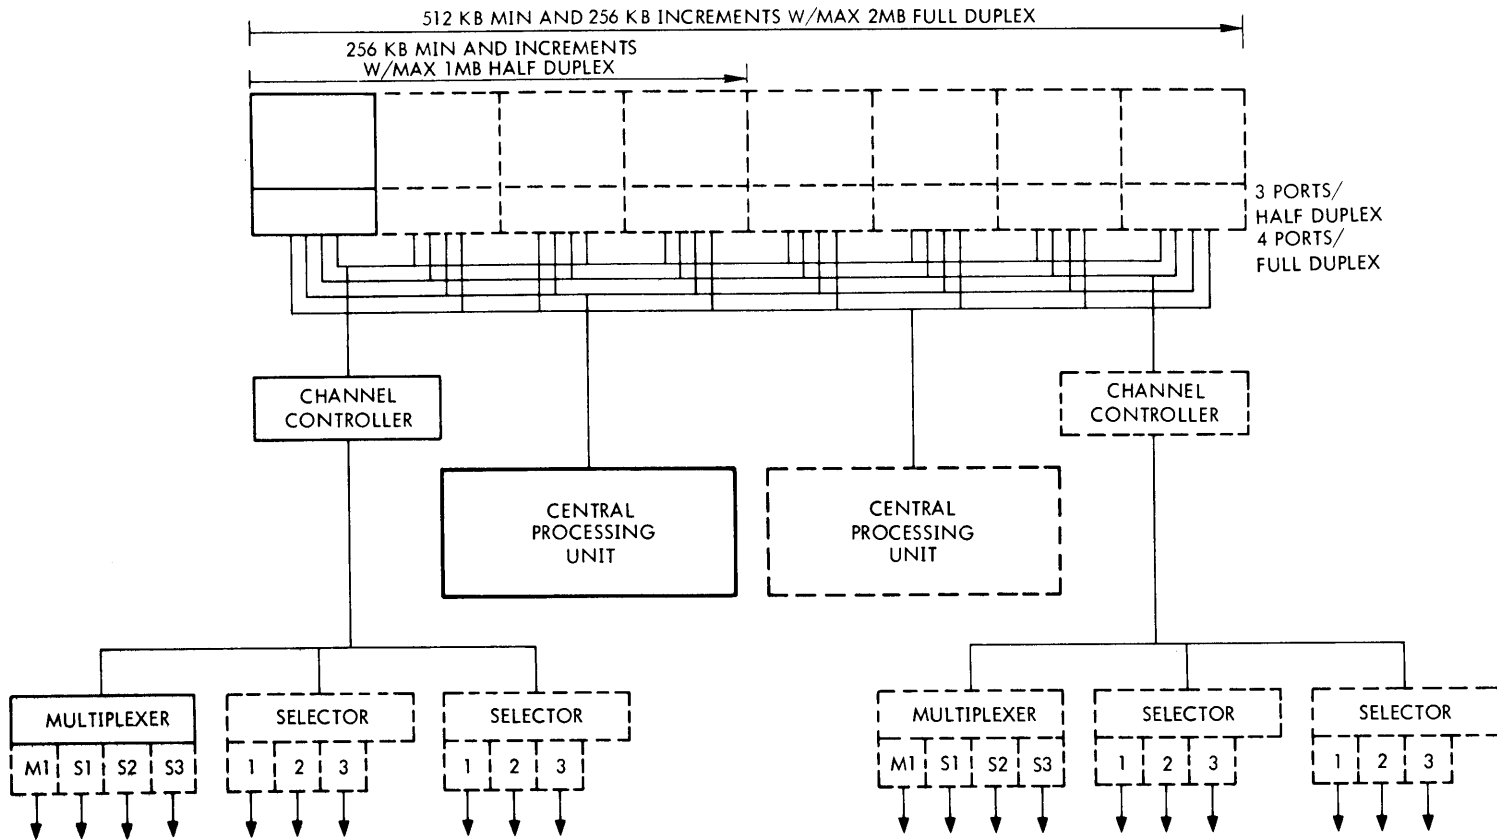 512 KB MIN AND 256 KB INCREMENTS W/MAX 2MB FULL DUPLEX
256 KB MIN AND INCREMENTS
W/MAX 1MB HALF DUPLEX
3 PORTS/
HALF DUPLEX
4 PORTS/
FULL DUPLEX
CHANNEL
CONTROLLER
CHANNEL
CONTROLLER
CENTRAL
PROCESSING
UNIT
CENTRAL
PROCESSING
UNIT
MULTIPLEXER
M1 S1 S2 S3
SELECTOR
1 2 3
SELECTOR
1 2 3
MULTIPLEXER
M1 S1 S2 S3
SELECTOR
1 2 3
SELECTOR
1 2 3